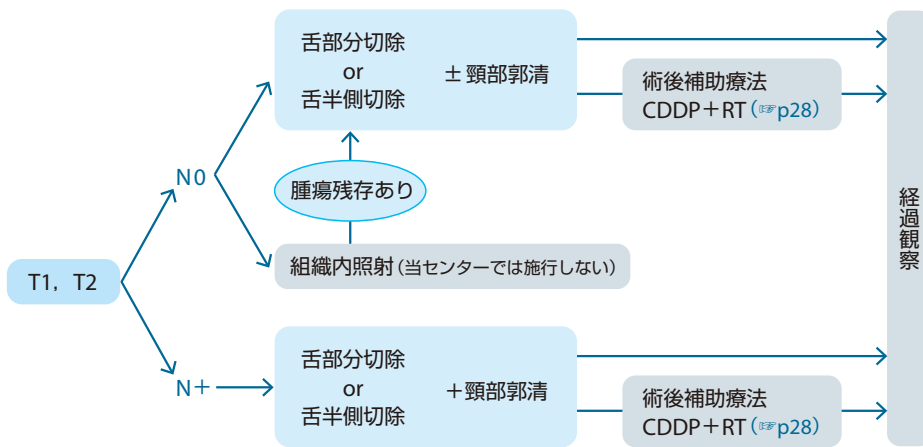 T1，T2
N0
舌部分切除
or
舌半側切除
±頸部郭清
術後補助療法
CDDP＋RT（☞p28）
腫瘍残存あり
組織内照射（当センターでは施行しない）
N＋
舌部分切除
or
舌半側切除
＋頸部郭清
術後補助療法
CDDP＋RT（☞p28）
経過観察